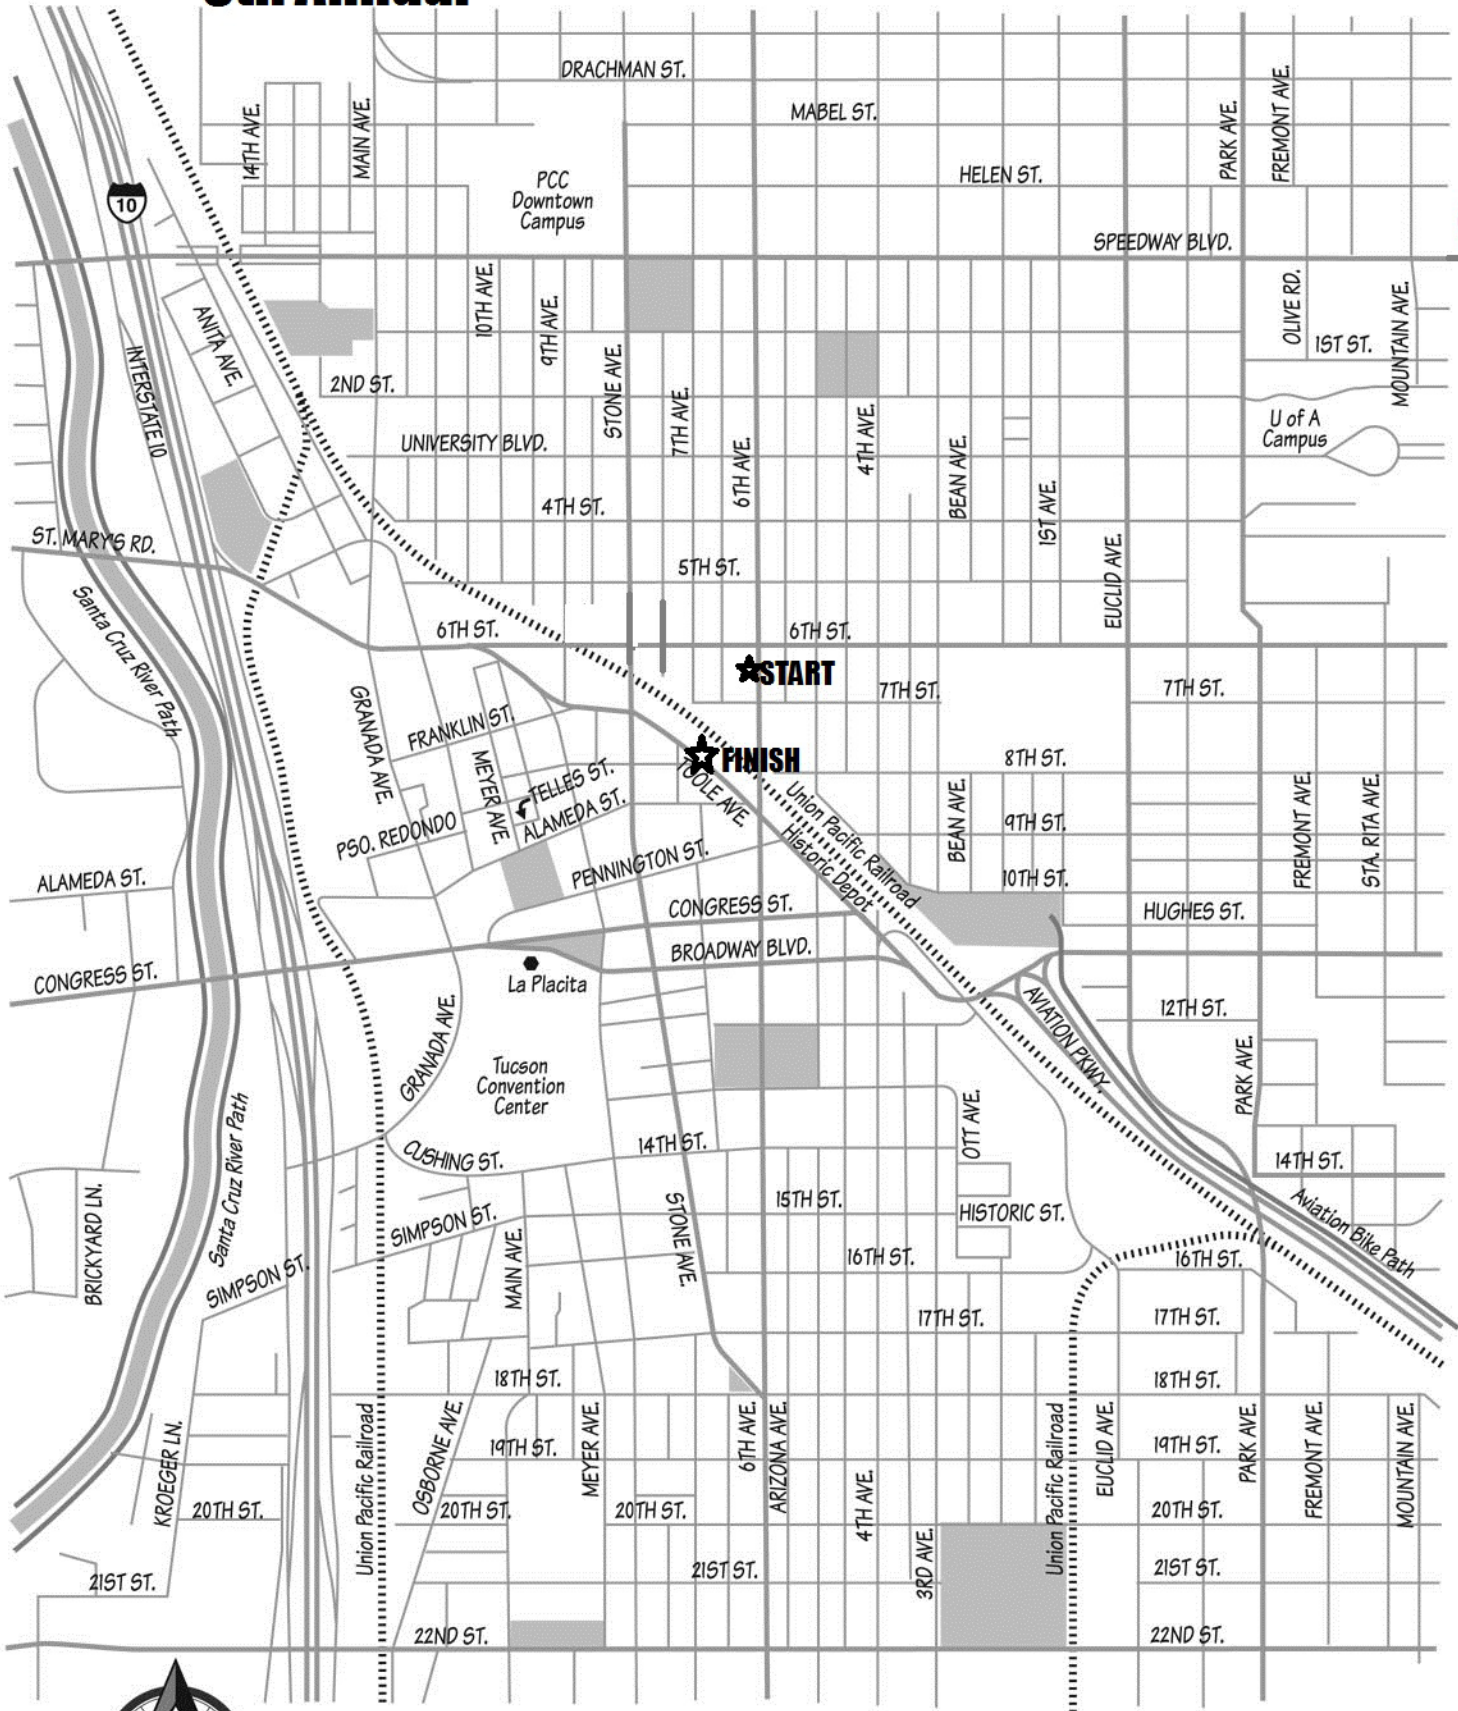 DRACHMAN ST.
MABEL ST.
14TH AVE.
MAIN AVE.
PARK AVE.
FREMONT AVE.
HELEN ST.
PCC
Downtown
Campus
10
SPEEDWAY BLVD.
10TH AVE.
9TH AVE.
OLIVE RD.
MOUNTAIN AVE.
ANITA AVE.
1ST ST.
INTERSTATE 10
STONE AVE.
2ND ST.
7TH AVE.
4TH AVE.
U of A
Campus
UNIVERSITY BLVD.
6TH AVE.
BEAN AVE.
1ST AVE.
4TH ST.
ST. MARY'S RD.
EUCLID AVE.
5TH ST.
Santa Cruz River Path
6TH ST.
6TH ST.
START
7TH ST.
7TH ST.
GRANADA AVE.
FRANKLIN ST.
MEYER AVE.
FINISH
8TH ST.
TELLES ST.
TOOLE AVE.
Union Pacific Railroad
BEAN AVE.
FREMONT AVE.
STA. RITA AVE.
ALAMEDA ST.
PSO. REDONDO
9TH ST.
Historic Depot
PENNINGTON ST.
ALAMEDA ST.
10TH ST.
CONGRESS ST.
HUGHES ST.
BROADWAY BLVD.
CONGRESS ST.
La Placita
AVIATION PKWY.
12TH ST.
GRANADA AVE.
Tucson
Convention
Center
PARK AVE.
OTT AVE.
Santa Cruz River Path
CUSHING ST.
14TH ST.
14TH ST.
BRICKYARD LN.
STONE AVE.
15TH ST.
Aviation Bike Path
SIMPSON ST.
HISTORIC ST.
MAIN AVE.
16TH ST.
16TH ST.
SIMPSON ST.
17TH ST.
17TH ST.
18TH ST.
18TH ST.
KROEGER LN.
Union Pacific Railroad
OSBORNE AVE.
MEYER AVE.
6TH AVE.
ARIZONA AVE.
Union Pacific Railroad
EUCLID AVE.
PARK AVE.
FREMONT AVE.
MOUNTAIN AVE.
19TH ST.
19TH ST.
4TH AVE.
20TH ST.
20TH ST.
20TH ST.
20TH ST.
3RD AVE.
21ST ST.
21ST ST.
21ST ST.
22ND ST.
22ND ST.